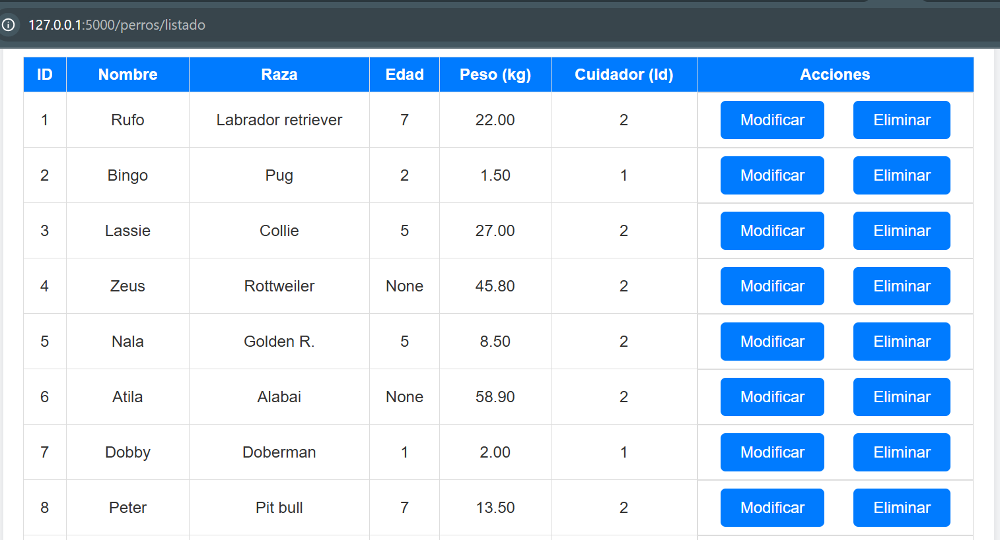 127.0.0.1:5000/perros/listado
ID Nombre Raza Edad Peso (kg) Cuidador (Id) Acciones
1 Rufo Labrador retriever 7 22.00 2 Modificar Eliminar
2 Bingo Pug 2 1.50 1 Modificar Eliminar
3 Lassie Collie 5 27.00 2 Modificar Eliminar
4 Zeus Rottweiler None 45.80 2 Modificar Eliminar
5 Nala Golden R. 5 8.50 2 Modificar Eliminar
6 Atila Alabai None 58.90 2 Modificar Eliminar
7 Dobby Doberman 1 2.00 1 Modificar Eliminar
8 Peter Pit bull 7 13.50 2 Modificar Eliminar